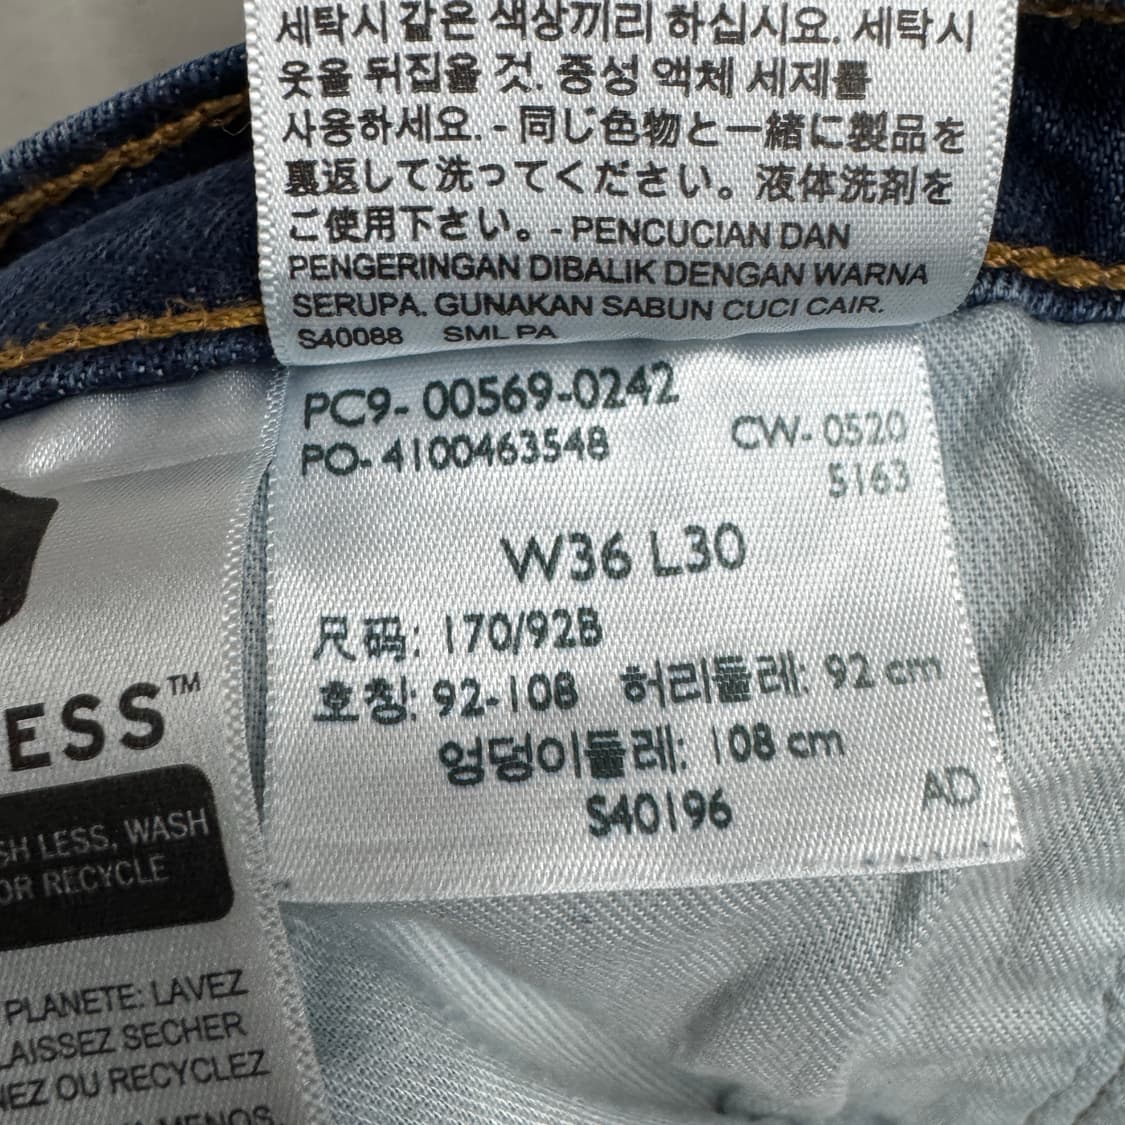 세탁시 같은 색상끼리 하십시요. 세탁시
옷을 뒤집을 것. 중성 액체 세제를
사용하세요. - 同じ色物と一緒に製品を
裏返して洗ってください。液体洗剤を
ご使用下さい。- PENCUCIAN DAN
PENGERINGAN DIBALIK DENGAN WARNA
SERUPA. GUNAKAN SABUN CUCI CAIR.
S40088 SML PA
PC9- 00569-0242
PO- 4100463548 CW- 0520
5163
W36 L30
尺码: 170/92B
호칭: 92-108 허리둘레: 92 cm
엉덩이둘레: 108 cm
S40196 AD
ESS™
SH LESS, WASH
OR RECYCLE
PLANETE: LAVEZ
LAISSEZ SECHER
NEZ OU RECYCLEZ
MENOS,